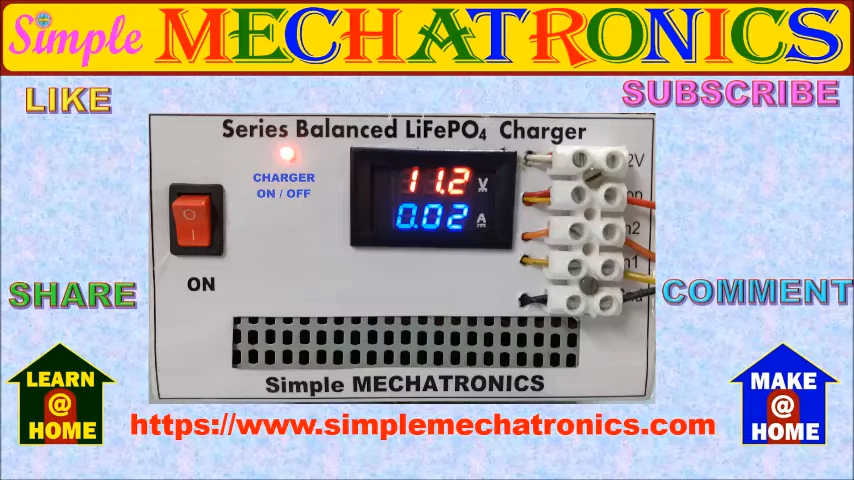 Simple MECHATRONICS
LIKE
SUBSCRIBE
Series Balanced LiFePO4 Charger
CHARGER
ON / OFF
11.2 V
0.02 A
2V
ON
SHARE
COMMENT
LEARN
@
HOME
MAKE
@
HOME
Simple MECHATRONICS
https://www.simplemechatronics.com